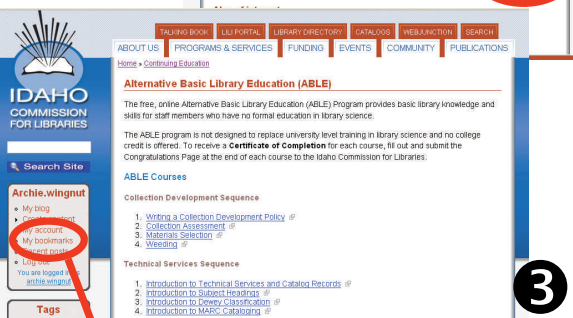 TALKING BOOK LILI PORTAL LIBRARY DIRECTORY CATALOGS WEBJUNCTION SEARCH
ABOUT US PROGRAMS & SERVICES FUNDING EVENTS COMMUNITY PUBLICATIONS
Home » Continuing Education
IDAHO
COMMISSION
FOR LIBRARIES
Search Site
Archie.wingnut
My blog
Create content
My account
My bookmarks
Recent posts
Log out
You are logged in as
archie.wingnut
Tags
Alternative Basic Library Education (ABLE)
The free, online Alternative Basic Library Education (ABLE) Program provides basic library knowledge and
skills for staff members who have no formal education in library science.
The ABLE program is not designed to replace university level training in library science and no college
credit is offered. To receive a Certificate of Completion for each course, fill out and submit the
Congratulations Page at the end of each course to the Idaho Commission for Libraries.
ABLE Courses
Collection Development Sequence
1. Writing a Collection Development Policy
2. Collection Assessment
3. Materials Selection
4. Weeding
Technical Services Sequence
1. Introduction to Technical Services and Catalog Records
2. Introduction to Subject Headings
3. Introduction to Dewey Classification
4. Introduction to MARC Cataloging
3